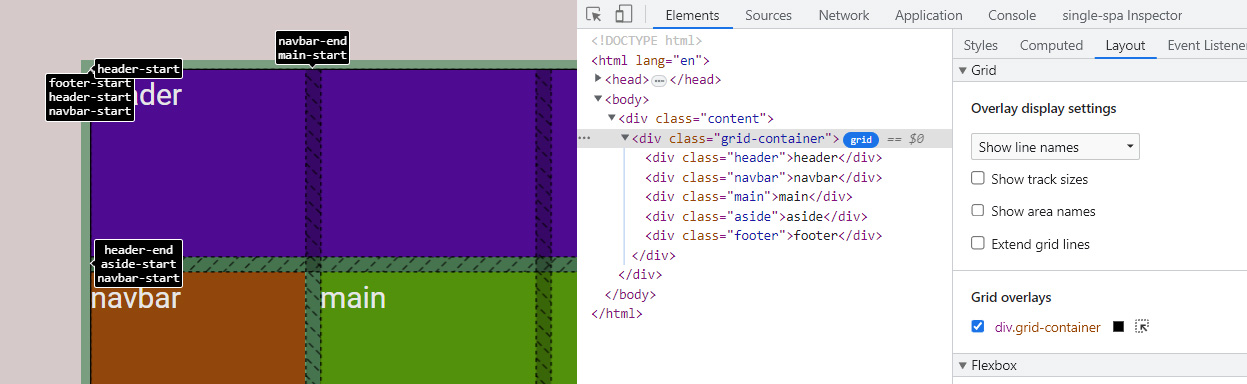 navbar-end
main-start
header-start
footer-start
header-start
navbar-start
ader
header-end
aside-start
navbar-start
navbar
main
Elements Sources Network Application Console single-spa Inspector
<!DOCTYPE html>
<html lang="en">
<head>⋯</head>
<body>
<div class="content">
<div class="grid-container"> grid == $0
<div class="header">header</div>
<div class="navbar">navbar</div>
<div class="main">main</div>
<div class="aside">aside</div>
<div class="footer">footer</div>
</div>
</div>
</body>
</html>
Styles Computed Layout Event Listener
Grid
Overlay display settings
Show line names
Show track sizes
Show area names
Extend grid lines
Grid overlays
div.grid-container
Flexbox